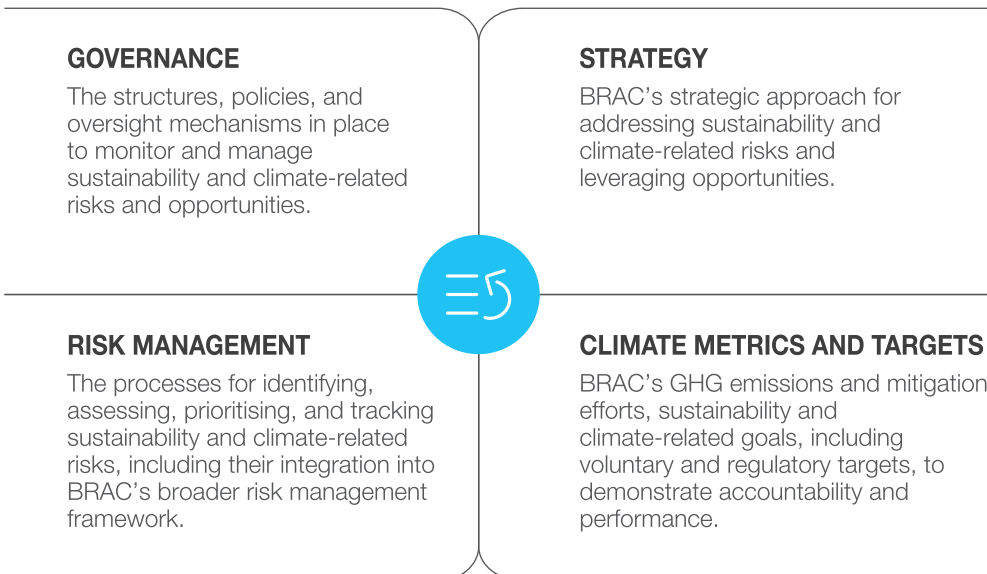 GOVERNANCE
The structures, policies, and
oversight mechanisms in place
to monitor and manage
sustainability and climate-related
risks and opportunities.
STRATEGY
BRAC’s strategic approach for
addressing sustainability and
climate-related risks and
leveraging opportunities.
RISK MANAGEMENT
The processes for identifying,
assessing, prioritising, and tracking
sustainability and climate-related
risks, including their integration into
BRAC’s broader risk management
framework.
CLIMATE METRICS AND TARGETS
BRAC’s GHG emissions and mitigation
efforts, sustainability and
climate-related goals, including
voluntary and regulatory targets, to
demonstrate accountability and
performance.